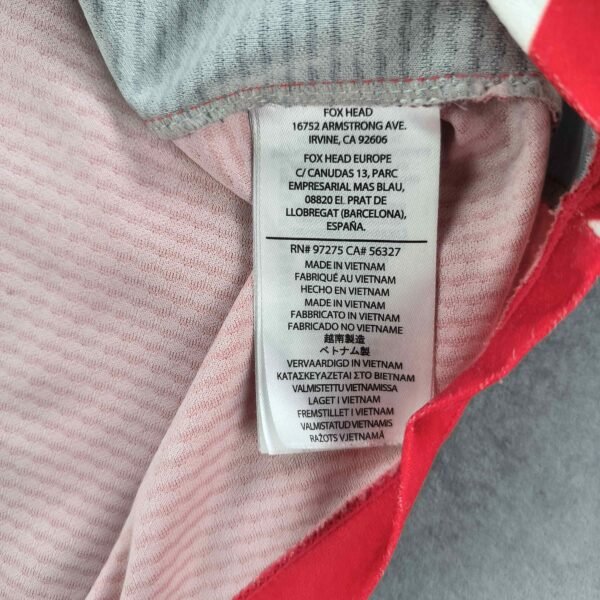 FOX HEAD
16752 ARMSTRONG AVE.
IRVINE, CA 92606
FOX HEAD EUROPE
C/ CANUDAS 13, PARC
EMPRESARIAL MAS BLAU,
08820 El. PRAT DE
LLOBREGAT (BARCELONA),
ESPAÑA.
RN# 97275 CA# 56327
MADE IN VIETNAM
FABRIQUÉ AU VIETNAM
HECHO EN VIETNAM
MADE IN VIETNAM
FABBRICATO IN VIETNAM
FABRICADO NO VIETNAME
越南製造
ベトナム製
VERVAARDIGD IN VIETNAM
ΚΑΤΑΣΚΕΥΑΖΕΤΑΙ ΣΤΟ ΒΙΕΤΝΑΜ
VALMISTETTU VIETNAMISSA
LAGET I VIETNAM
FREMSTILLET I VIETNAM
VALMISTATUD VIETNAMIS
RAŽOTS VJETNAMĀ